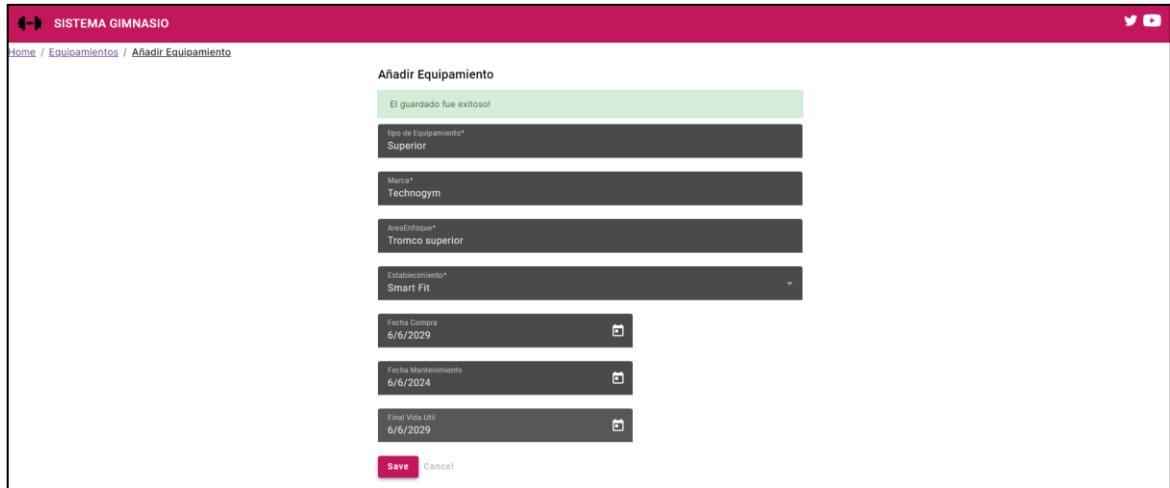 SISTEMA GIMNASIO
Home / Equipamientos / Añadir Equipamiento
Añadir Equipamiento
El guardado fue exitoso!
tipo de Equipamiento*
Superior
Marca*
Technogym
AreaEnfoque*
Tromco superior
Establecimiento*
Smart Fit
Fecha Compra
6/6/2029
Fecha Mantenimiento
6/6/2024
Final Vida Util
6/6/2029
Save Cancel